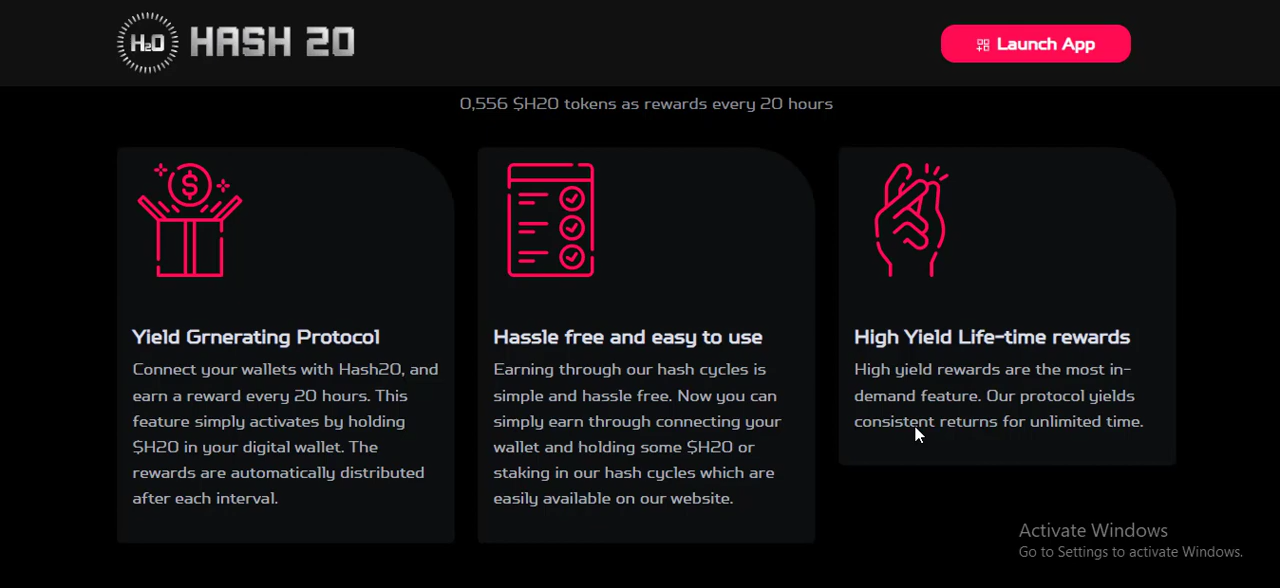 H2O HASH 20
Launch App
0,556 $H20 tokens as rewards every 20 hours
Yield Grnerating Protocol
Connect your wallets with Hash20, and
earn a reward every 20 hours. This
feature simply activates by holding
$H20 in your digital wallet. The
rewards are automatically distributed
after each interval.
Hassle free and easy to use
Earning through our hash cycles is
simple and hassle free. Now you can
simply earn through connecting your
wallet and holding some $H20 or
staking in our hash cycles which are
easily available on our website.
High Yield Life-time rewards
High yield rewards are the most in-
demand feature. Our protocol yields
consistent returns for unlimited time.
Activate Windows
Go to Settings to activate Windows.